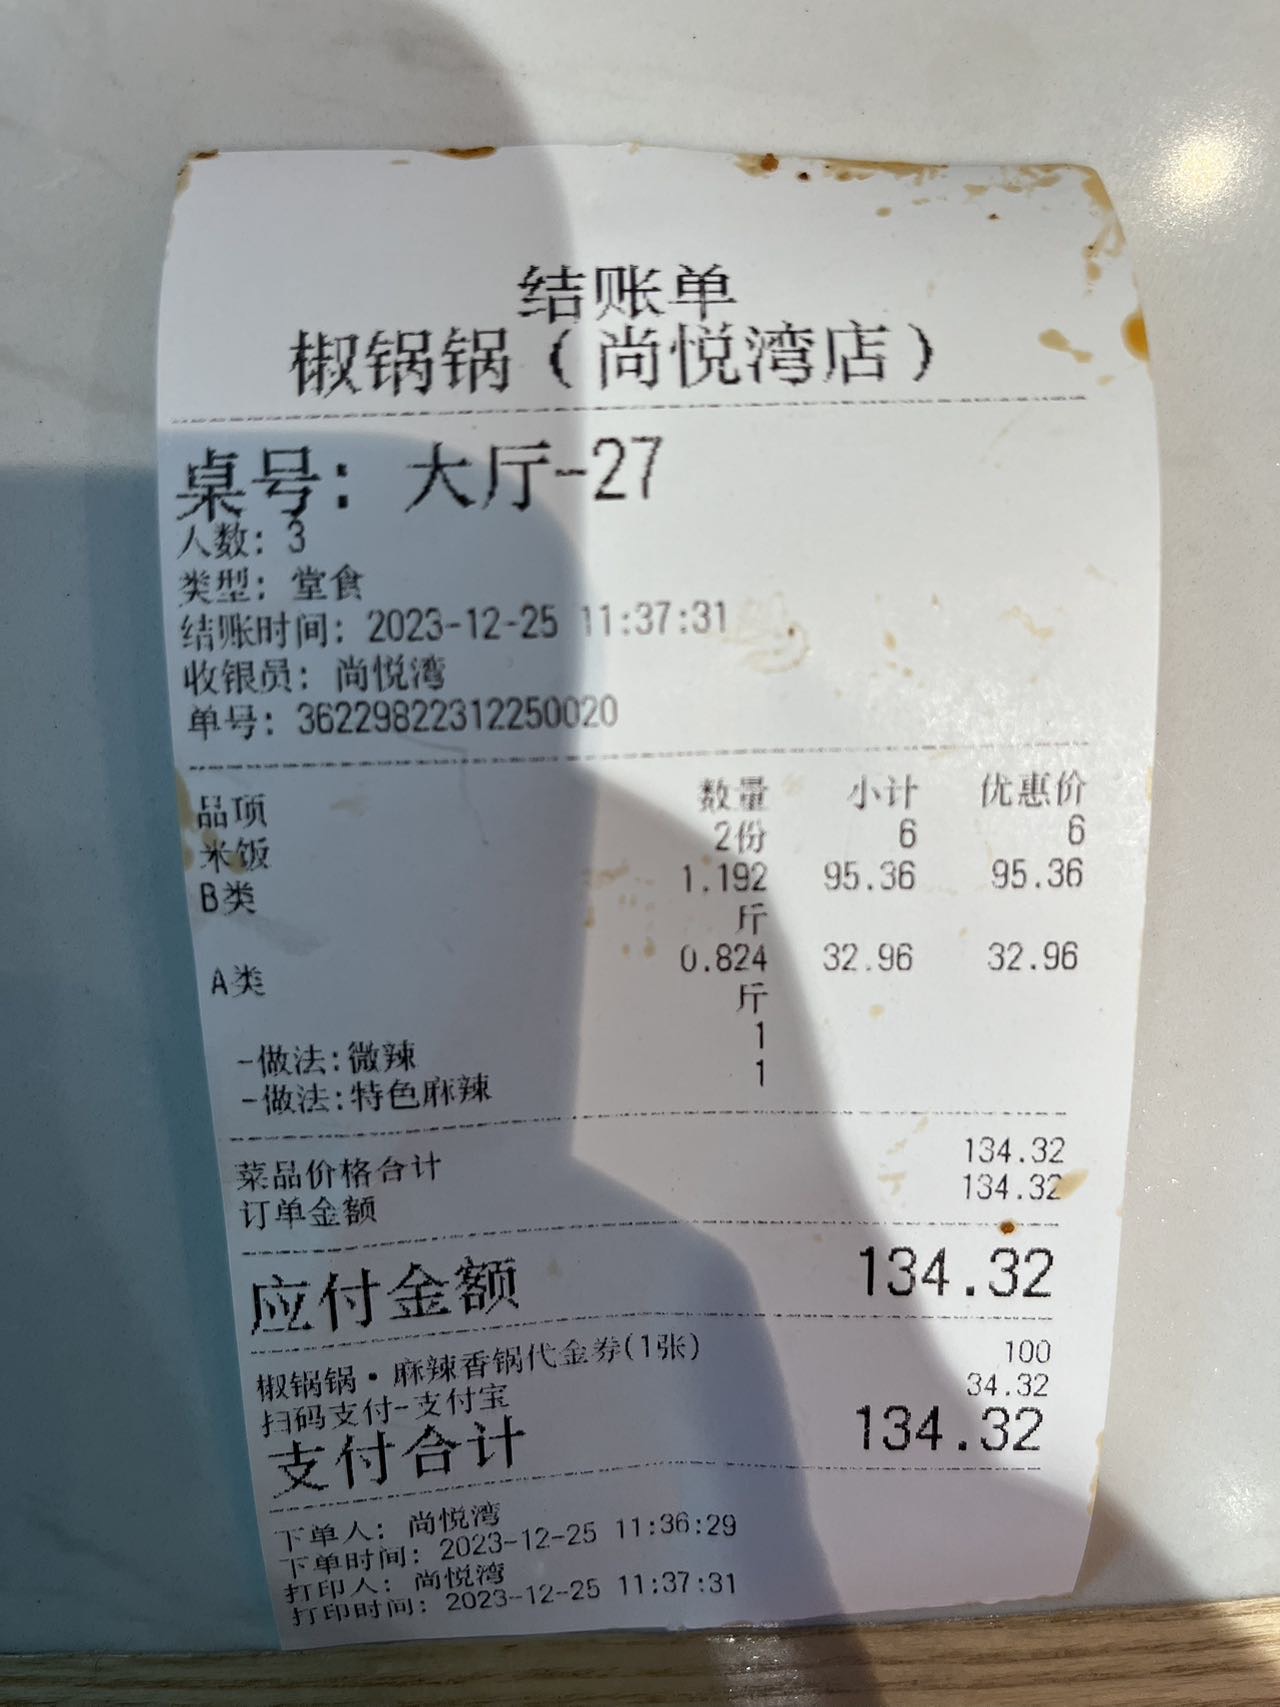 结账单
椒锅锅（尚悦湾店）
桌号：大厅-27
人数：3
类型：堂食
结账时间：2023-12-25 11:37:31
收银员：尚悦湾
单号：36229822312250020
品项 数量 小计 优惠价
米饭 2份 6 6
B类 1.192 95.36 95.36
斤
A类 0.824 32.96 32.96
斤
-做法:微辣 1
-做法:特色麻辣 1
菜品价格合计 134.32
订单金额 134.32
应付金额 134.32
椒锅锅·麻辣香锅代金券(1张) 100
扫码支付-支付宝 34.32
支付合计 134.32
下单人：尚悦湾
下单时间：2023-12-25 11:36:29
打印人：尚悦湾
打印时间：2023-12-25 11:37:31